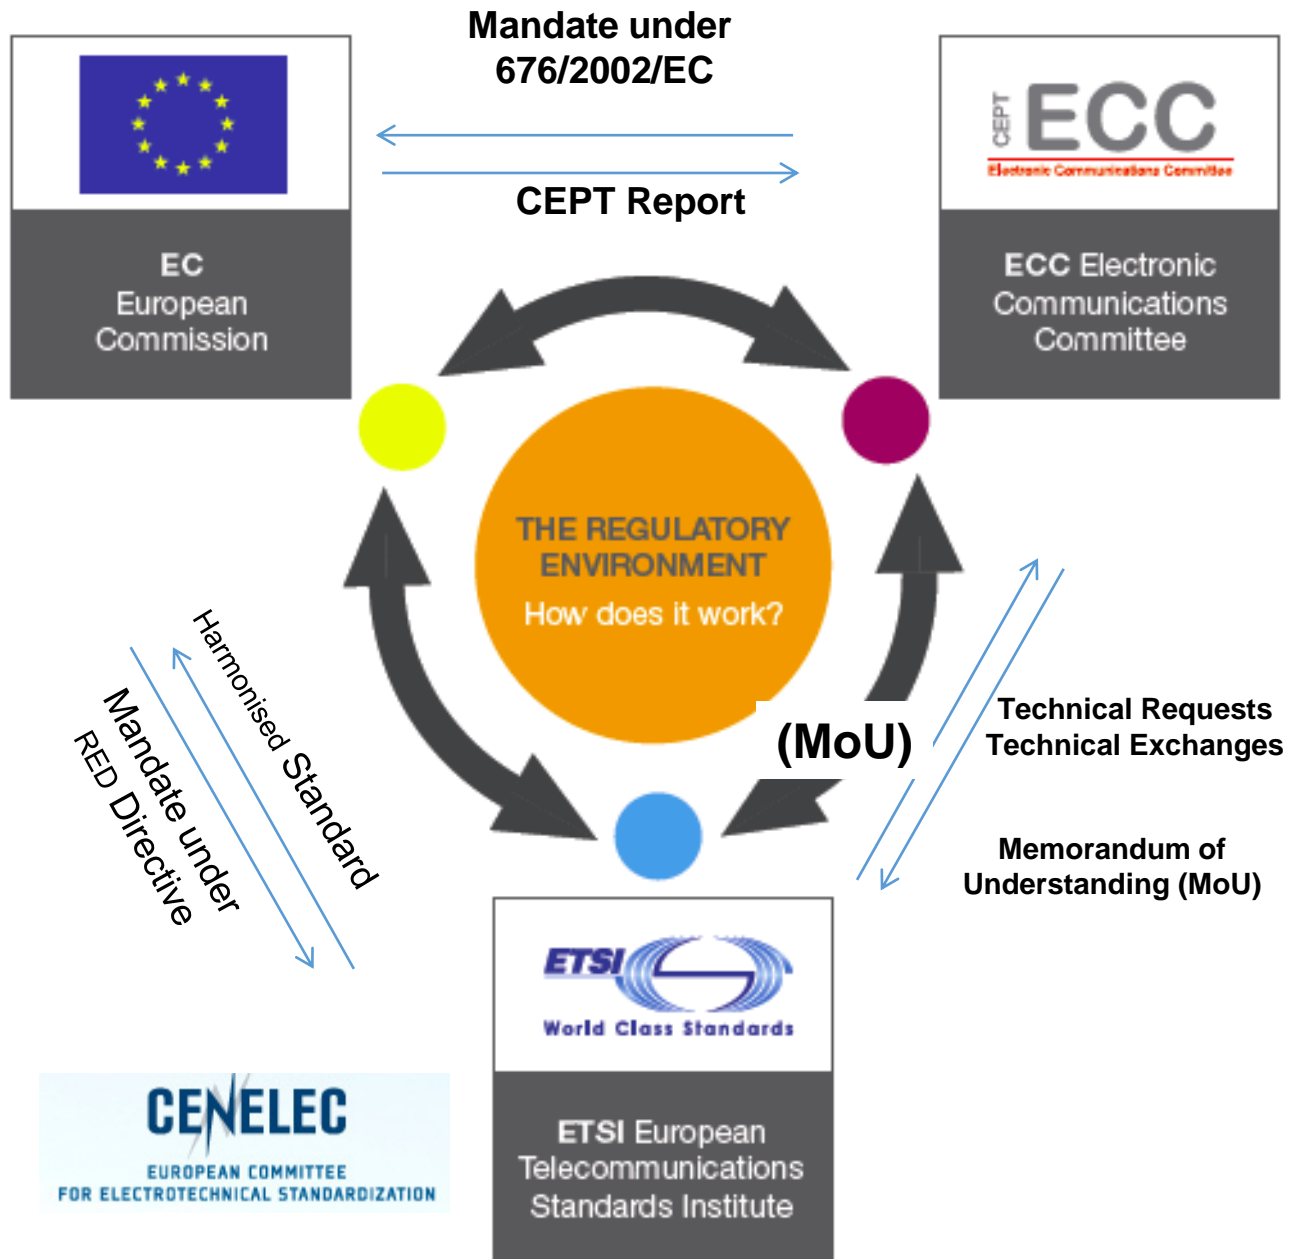 Mandate under
676/2002/EC
CEPT Report
EC
European
Commission
CEPT
ECC
Electronic Communications Committee
ECC Electronic
Communications
Committee
THE REGULATORY
ENVIRONMENT
How does it work?
(MoU)
Harmonised Standard
Mandate under
RED Directive
Technical Requests
Technical Exchanges
Memorandum of
Understanding (MoU)
ETSI
World Class Standards
ETSI European
Telecommunications
Standards Institute
CENELEC
EUROPEAN COMMITTEE
FOR ELECTROTECHNICAL STANDARDIZATION